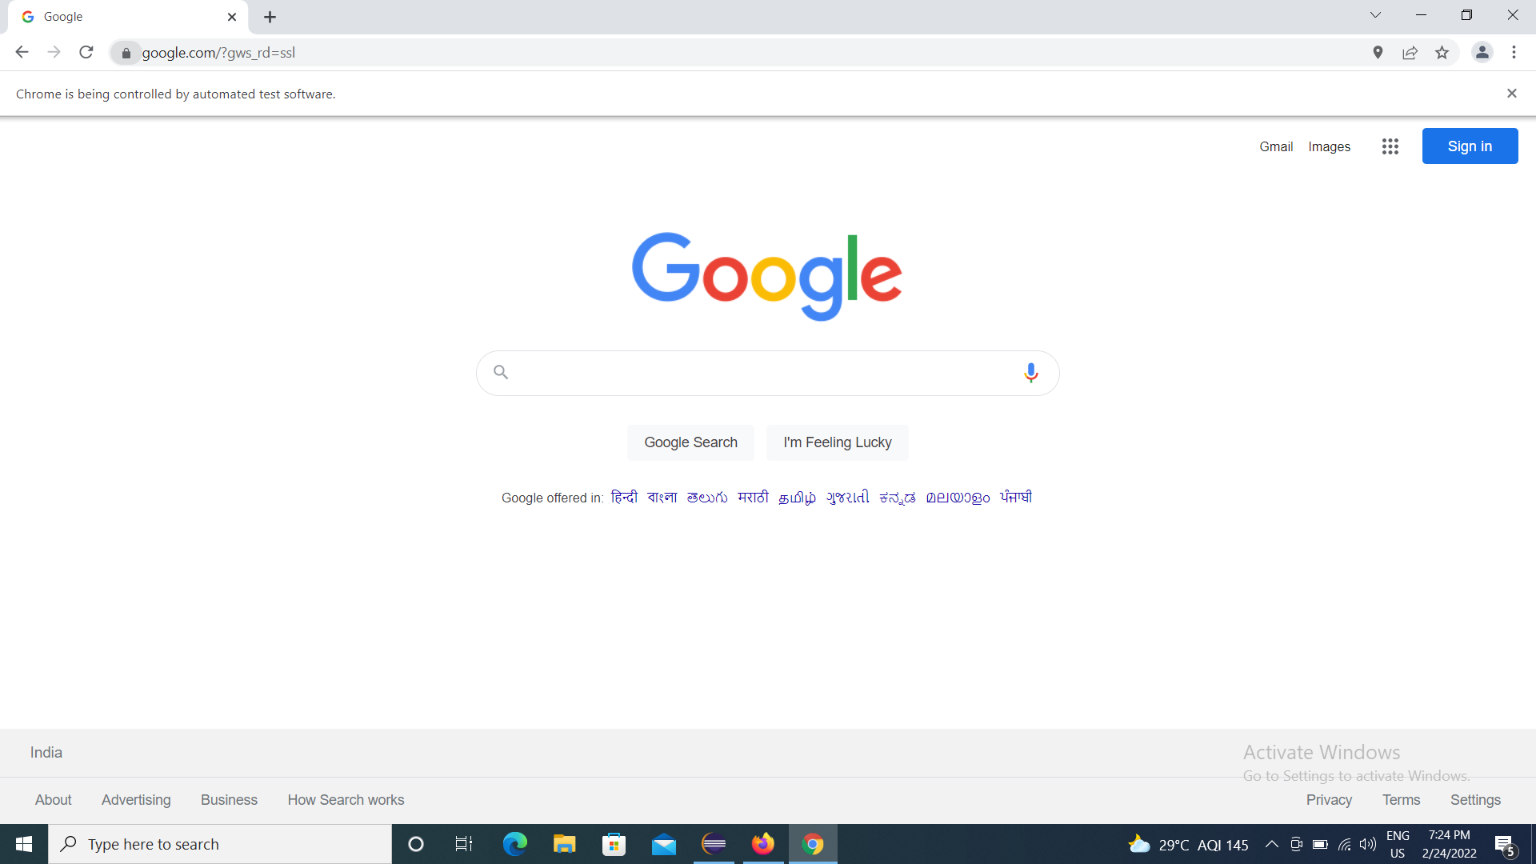 Google
google.com/?gws_rd=ssl
Chrome is being controlled by automated test software.
Gmail Images Sign in
Google
Google Search I'm Feeling Lucky
Google offered in: हिन्दी বাংলা తెలుగు मराठी தமிழ் ગુજરાતી ಕನ್ನಡ മലയാളം ਪੰਜਾਬੀ
India
Activate Windows
Go to Settings to activate Windows.
About Advertising Business How Search works Privacy Terms Settings
Type here to search
29°C AQI 145
ENG
US
7:24 PM
2/24/2022
5